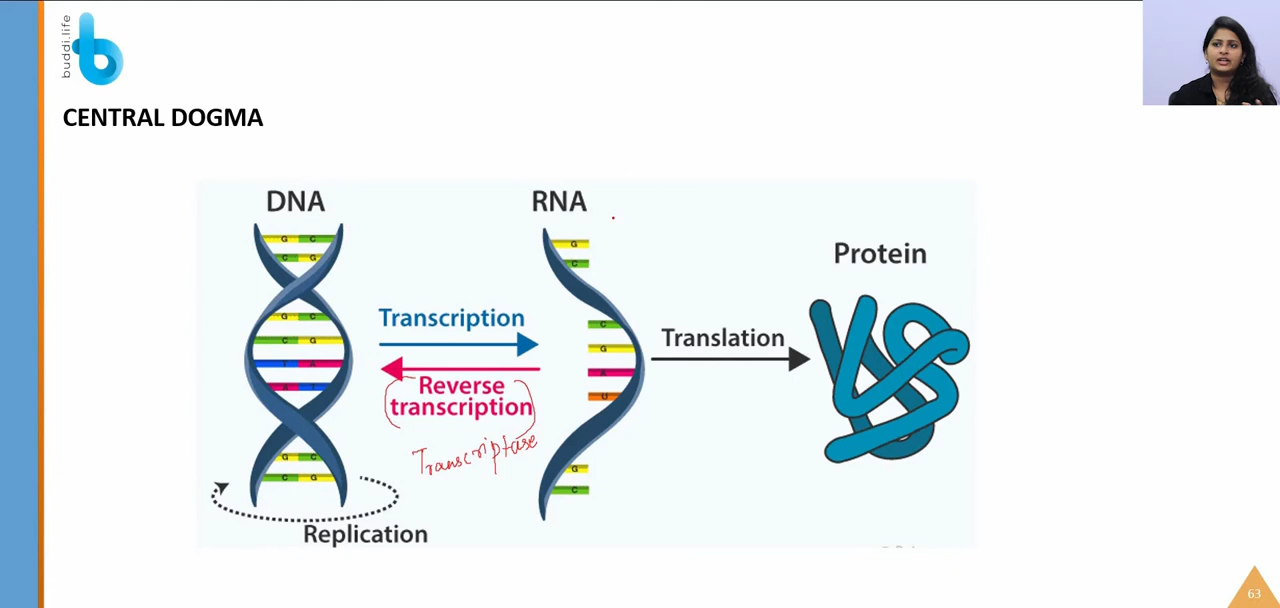 buddi.life
CENTRAL DOGMA
DNA
RNA
Protein
G C
C G
G C
C G
T A
A T
G C
C G
G
C
C
G
A
U
G
C
Transcription
Reverse
transcription
Transcriptase
Translation
Replication
63